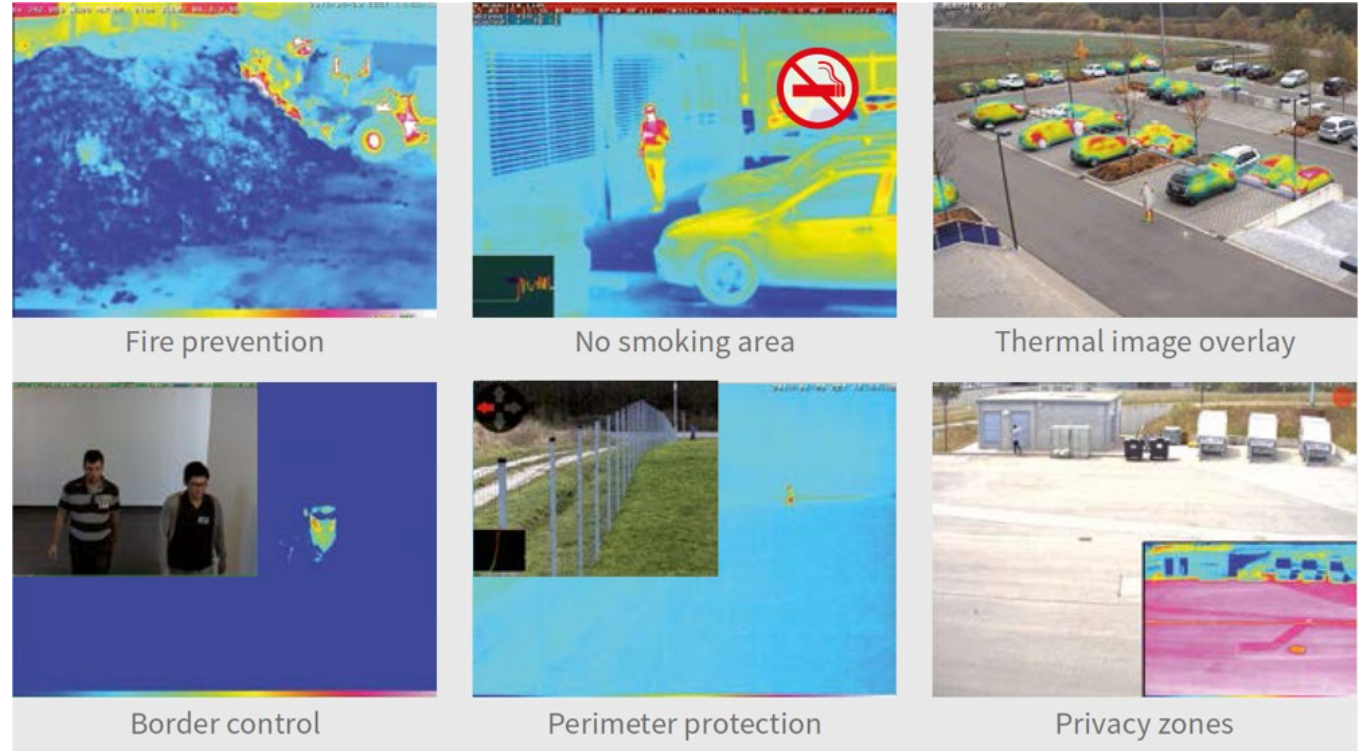 Fire prevention
No smoking area
Thermal image overlay
Border control
Perimeter protection
Privacy zones